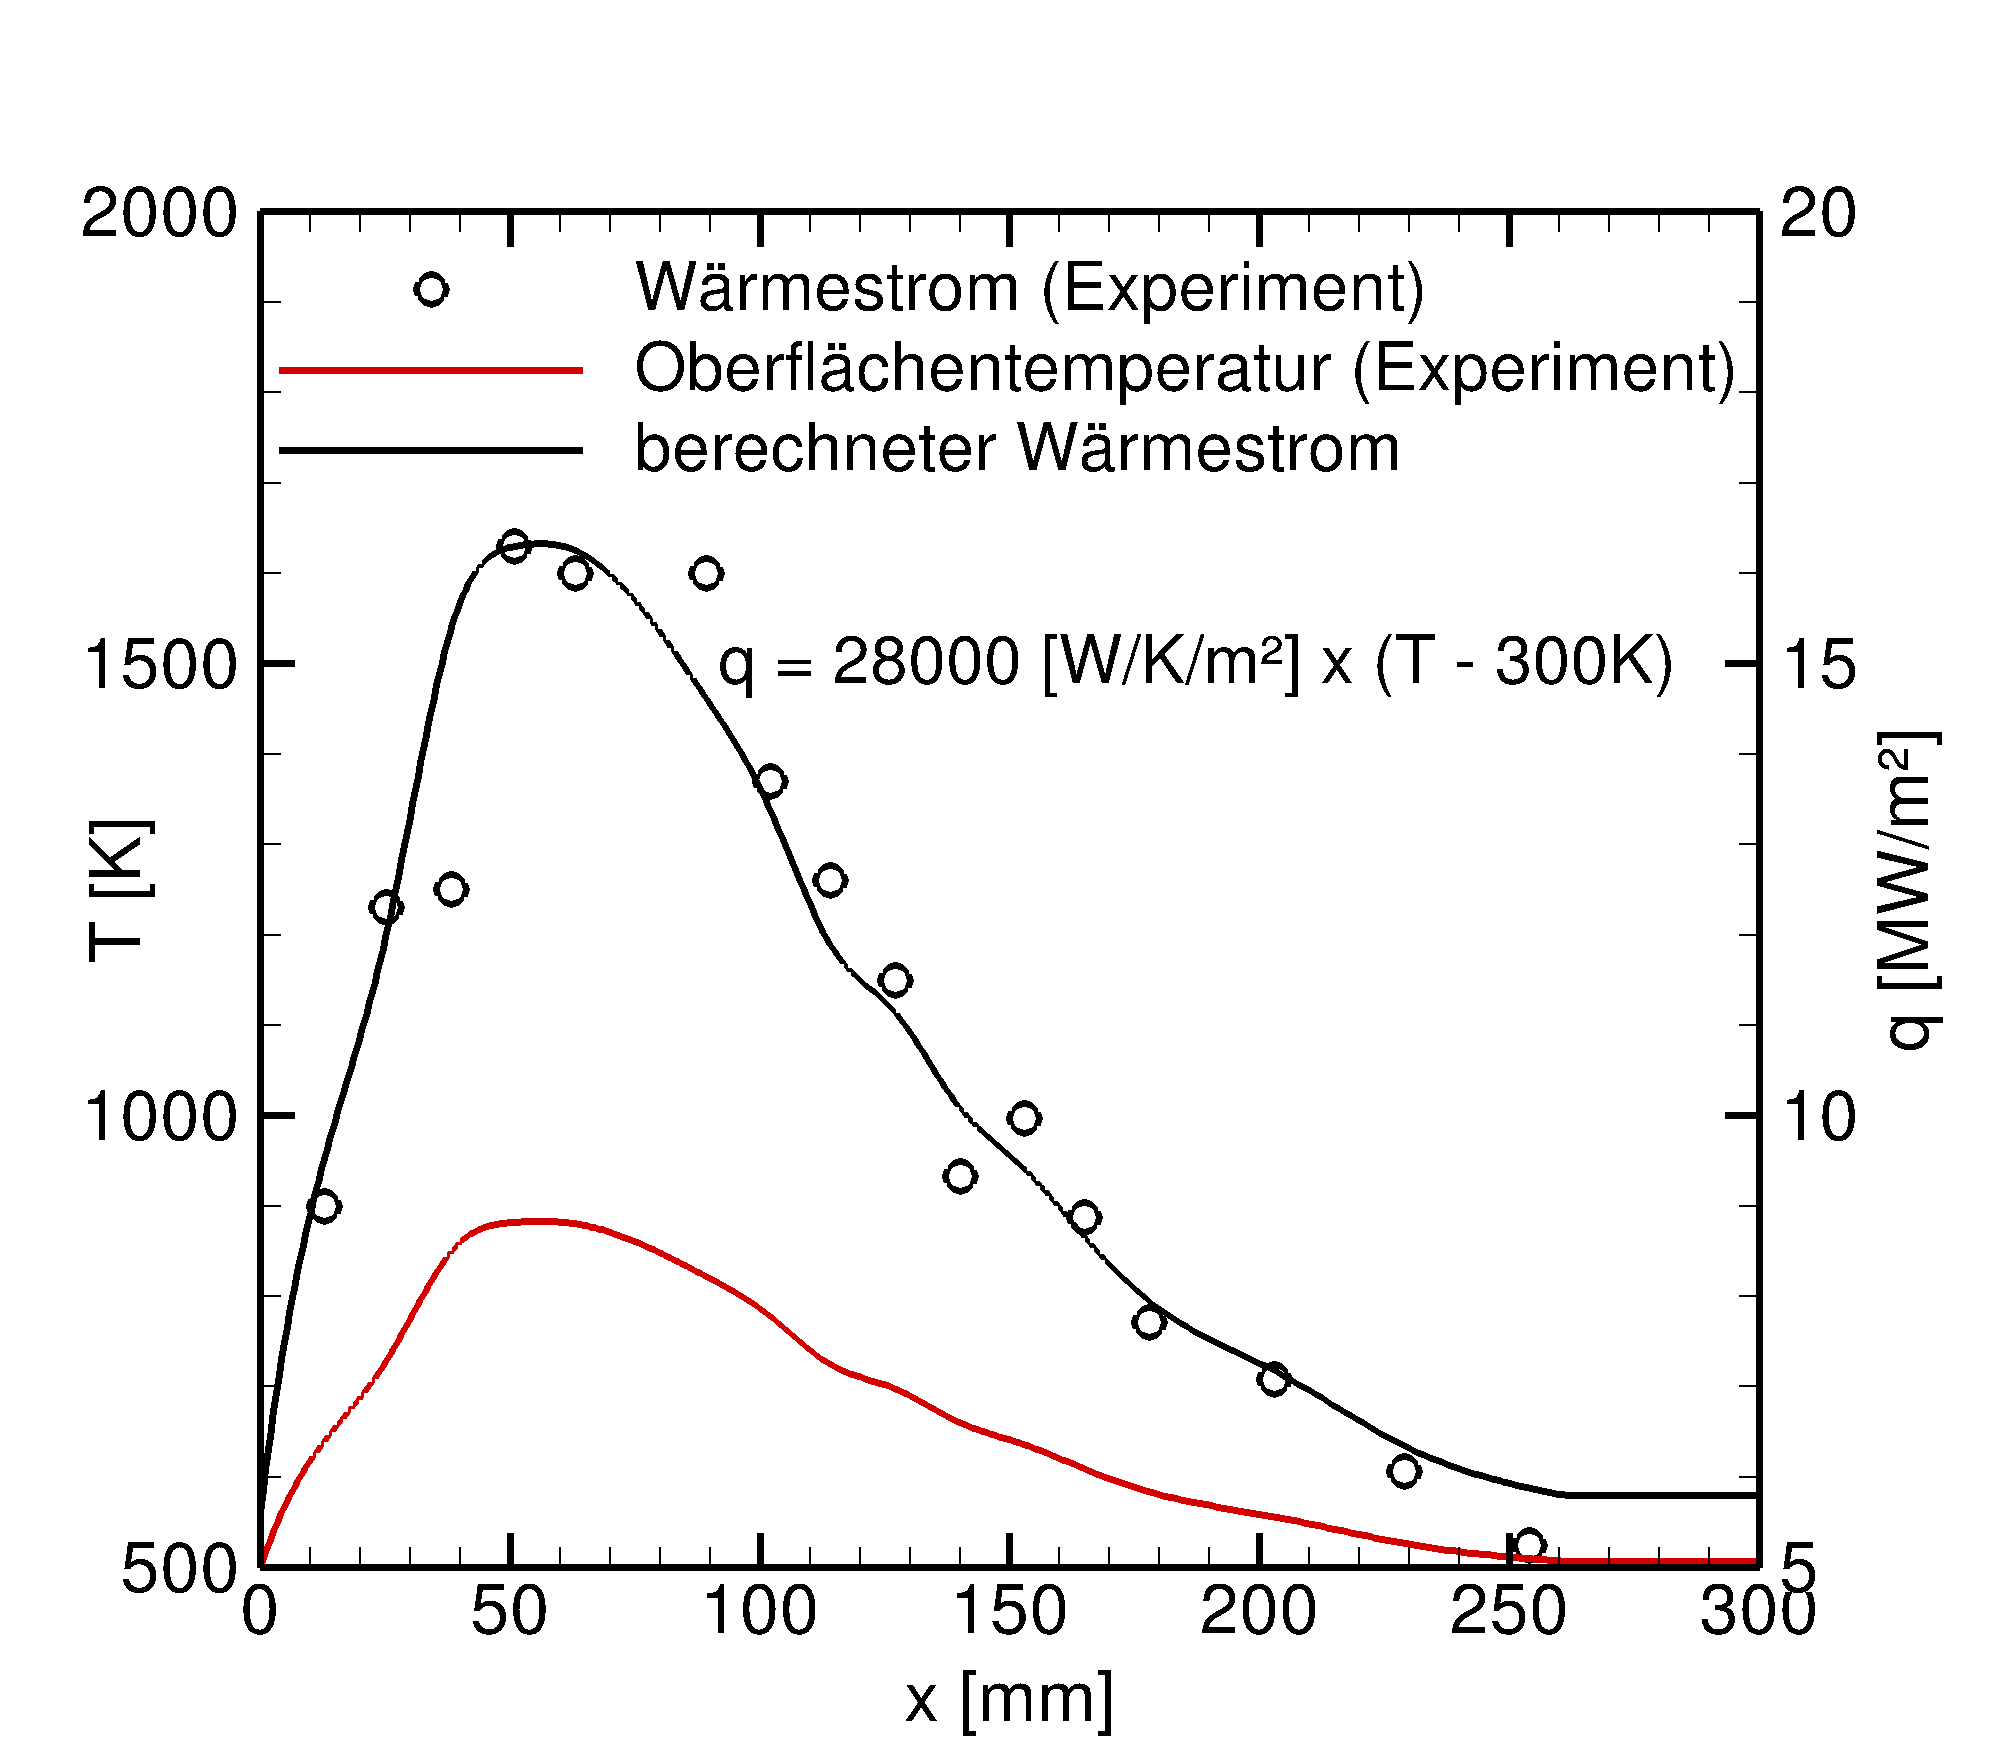 2000
20
Wärmestrom (Experiment)
Oberflächentemperatur (Experiment)
berechneter Wärmestrom
1500
q = 28000 [W/K/m²] x (T - 300K)
15
T [K]
q [MW/m²]
1000
10
500
5
0 50 100 150 200 250 300
x [mm]